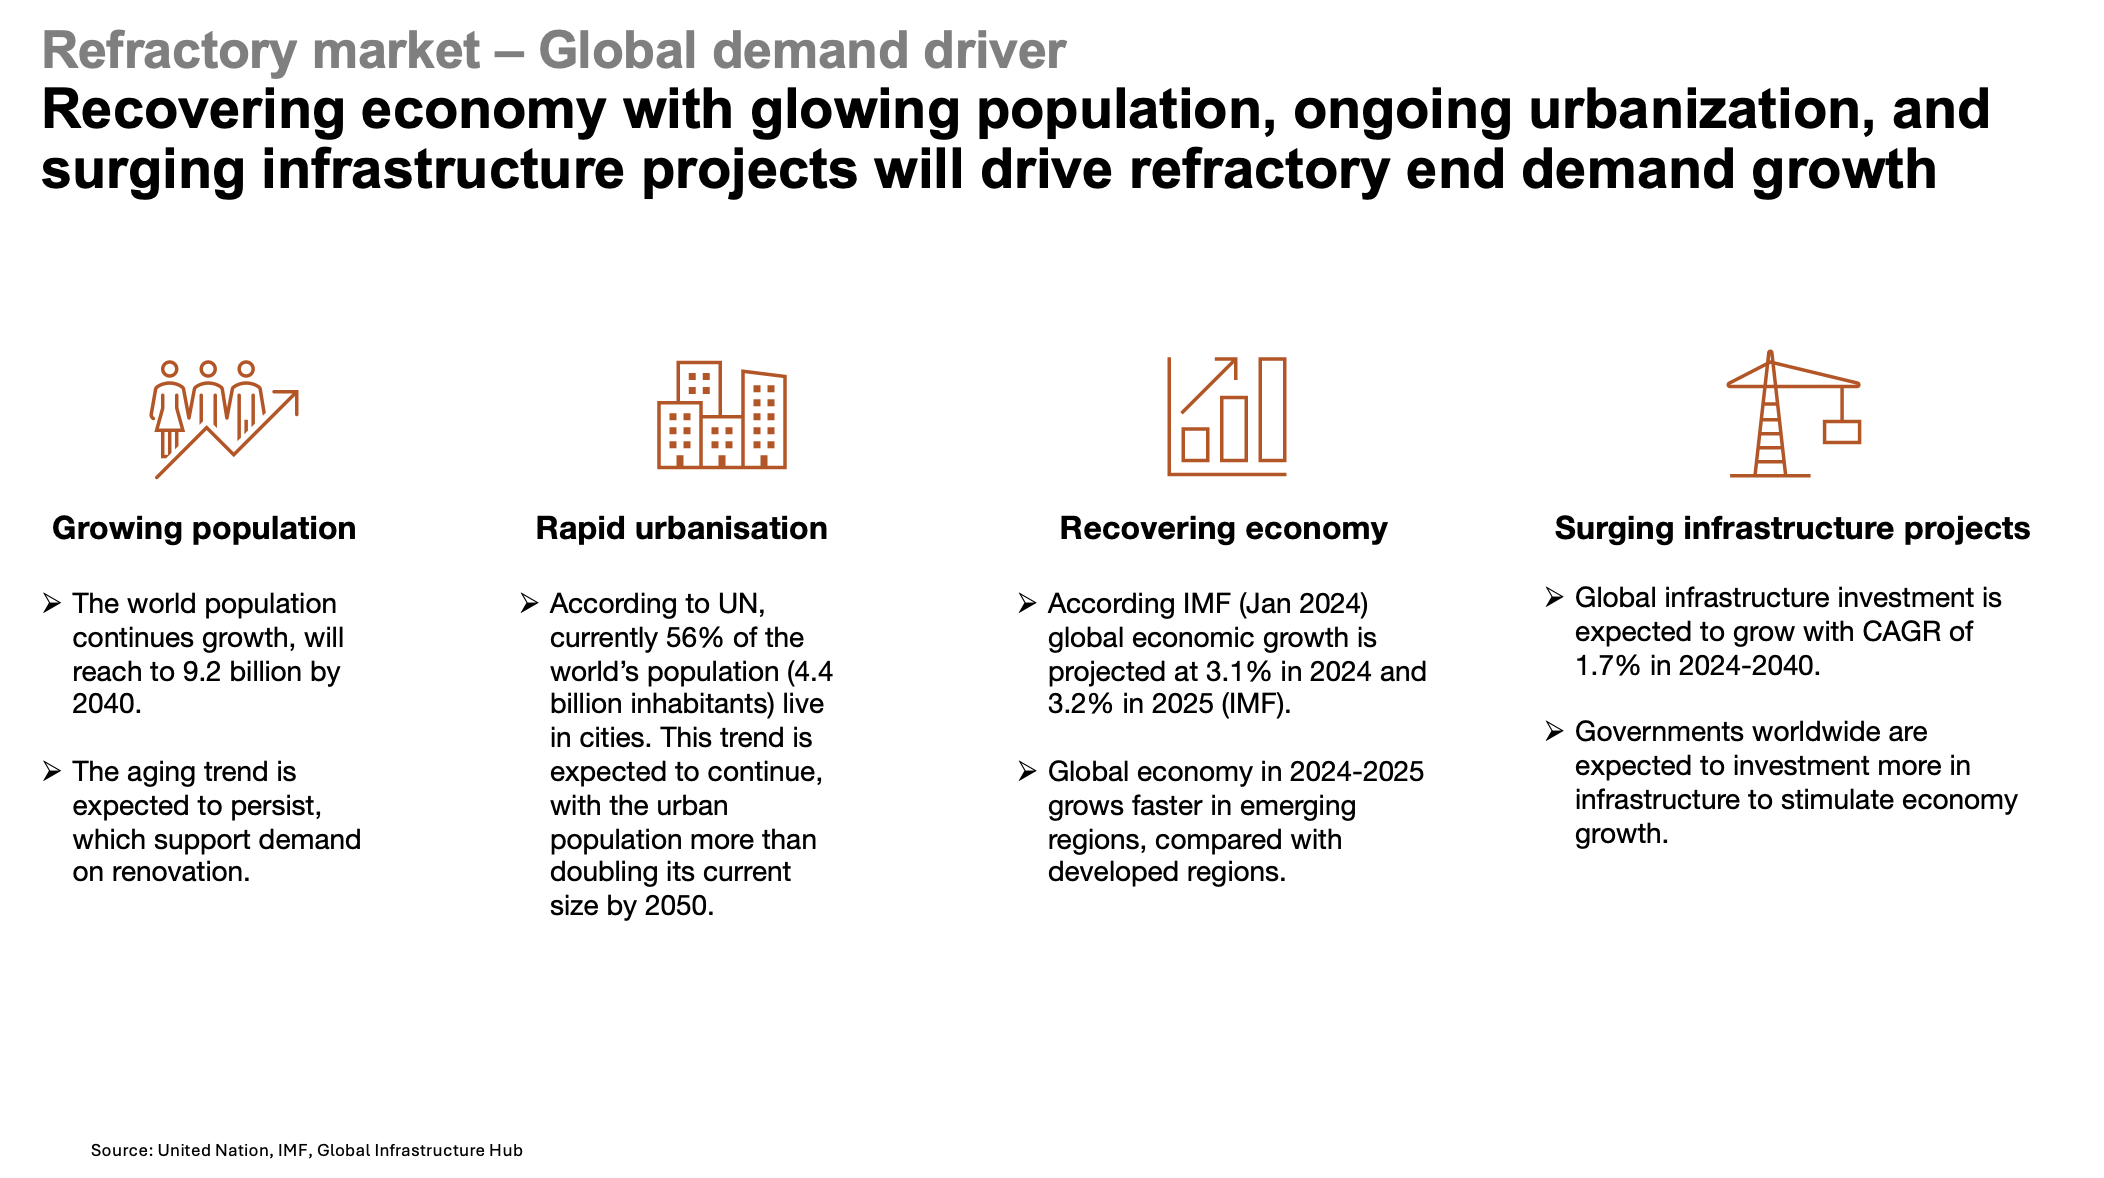 Refractory market – Global demand driver
Recovering economy with glowing population, ongoing urbanization, and
surging infrastructure projects will drive refractory end demand growth
Growing population
➢ The world population
continues growth, will
reach to 9.2 billion by
2040.
➢ The aging trend is
expected to persist,
which support demand
on renovation.
Rapid urbanisation
➢ According to UN,
currently 56% of the
world’s population (4.4
billion inhabitants) live
in cities. This trend is
expected to continue,
with the urban
population more than
doubling its current
size by 2050.
Recovering economy
➢ According IMF (Jan 2024)
global economic growth is
projected at 3.1% in 2024 and
3.2% in 2025 (IMF).
➢ Global economy in 2024-2025
grows faster in emerging
regions, compared with
developed regions.
Surging infrastructure projects
➢ Global infrastructure investment is
expected to grow with CAGR of
1.7% in 2024-2040.
➢ Governments worldwide are
expected to investment more in
infrastructure to stimulate economy
growth.
Source: United Nation, IMF, Global Infrastructure Hub